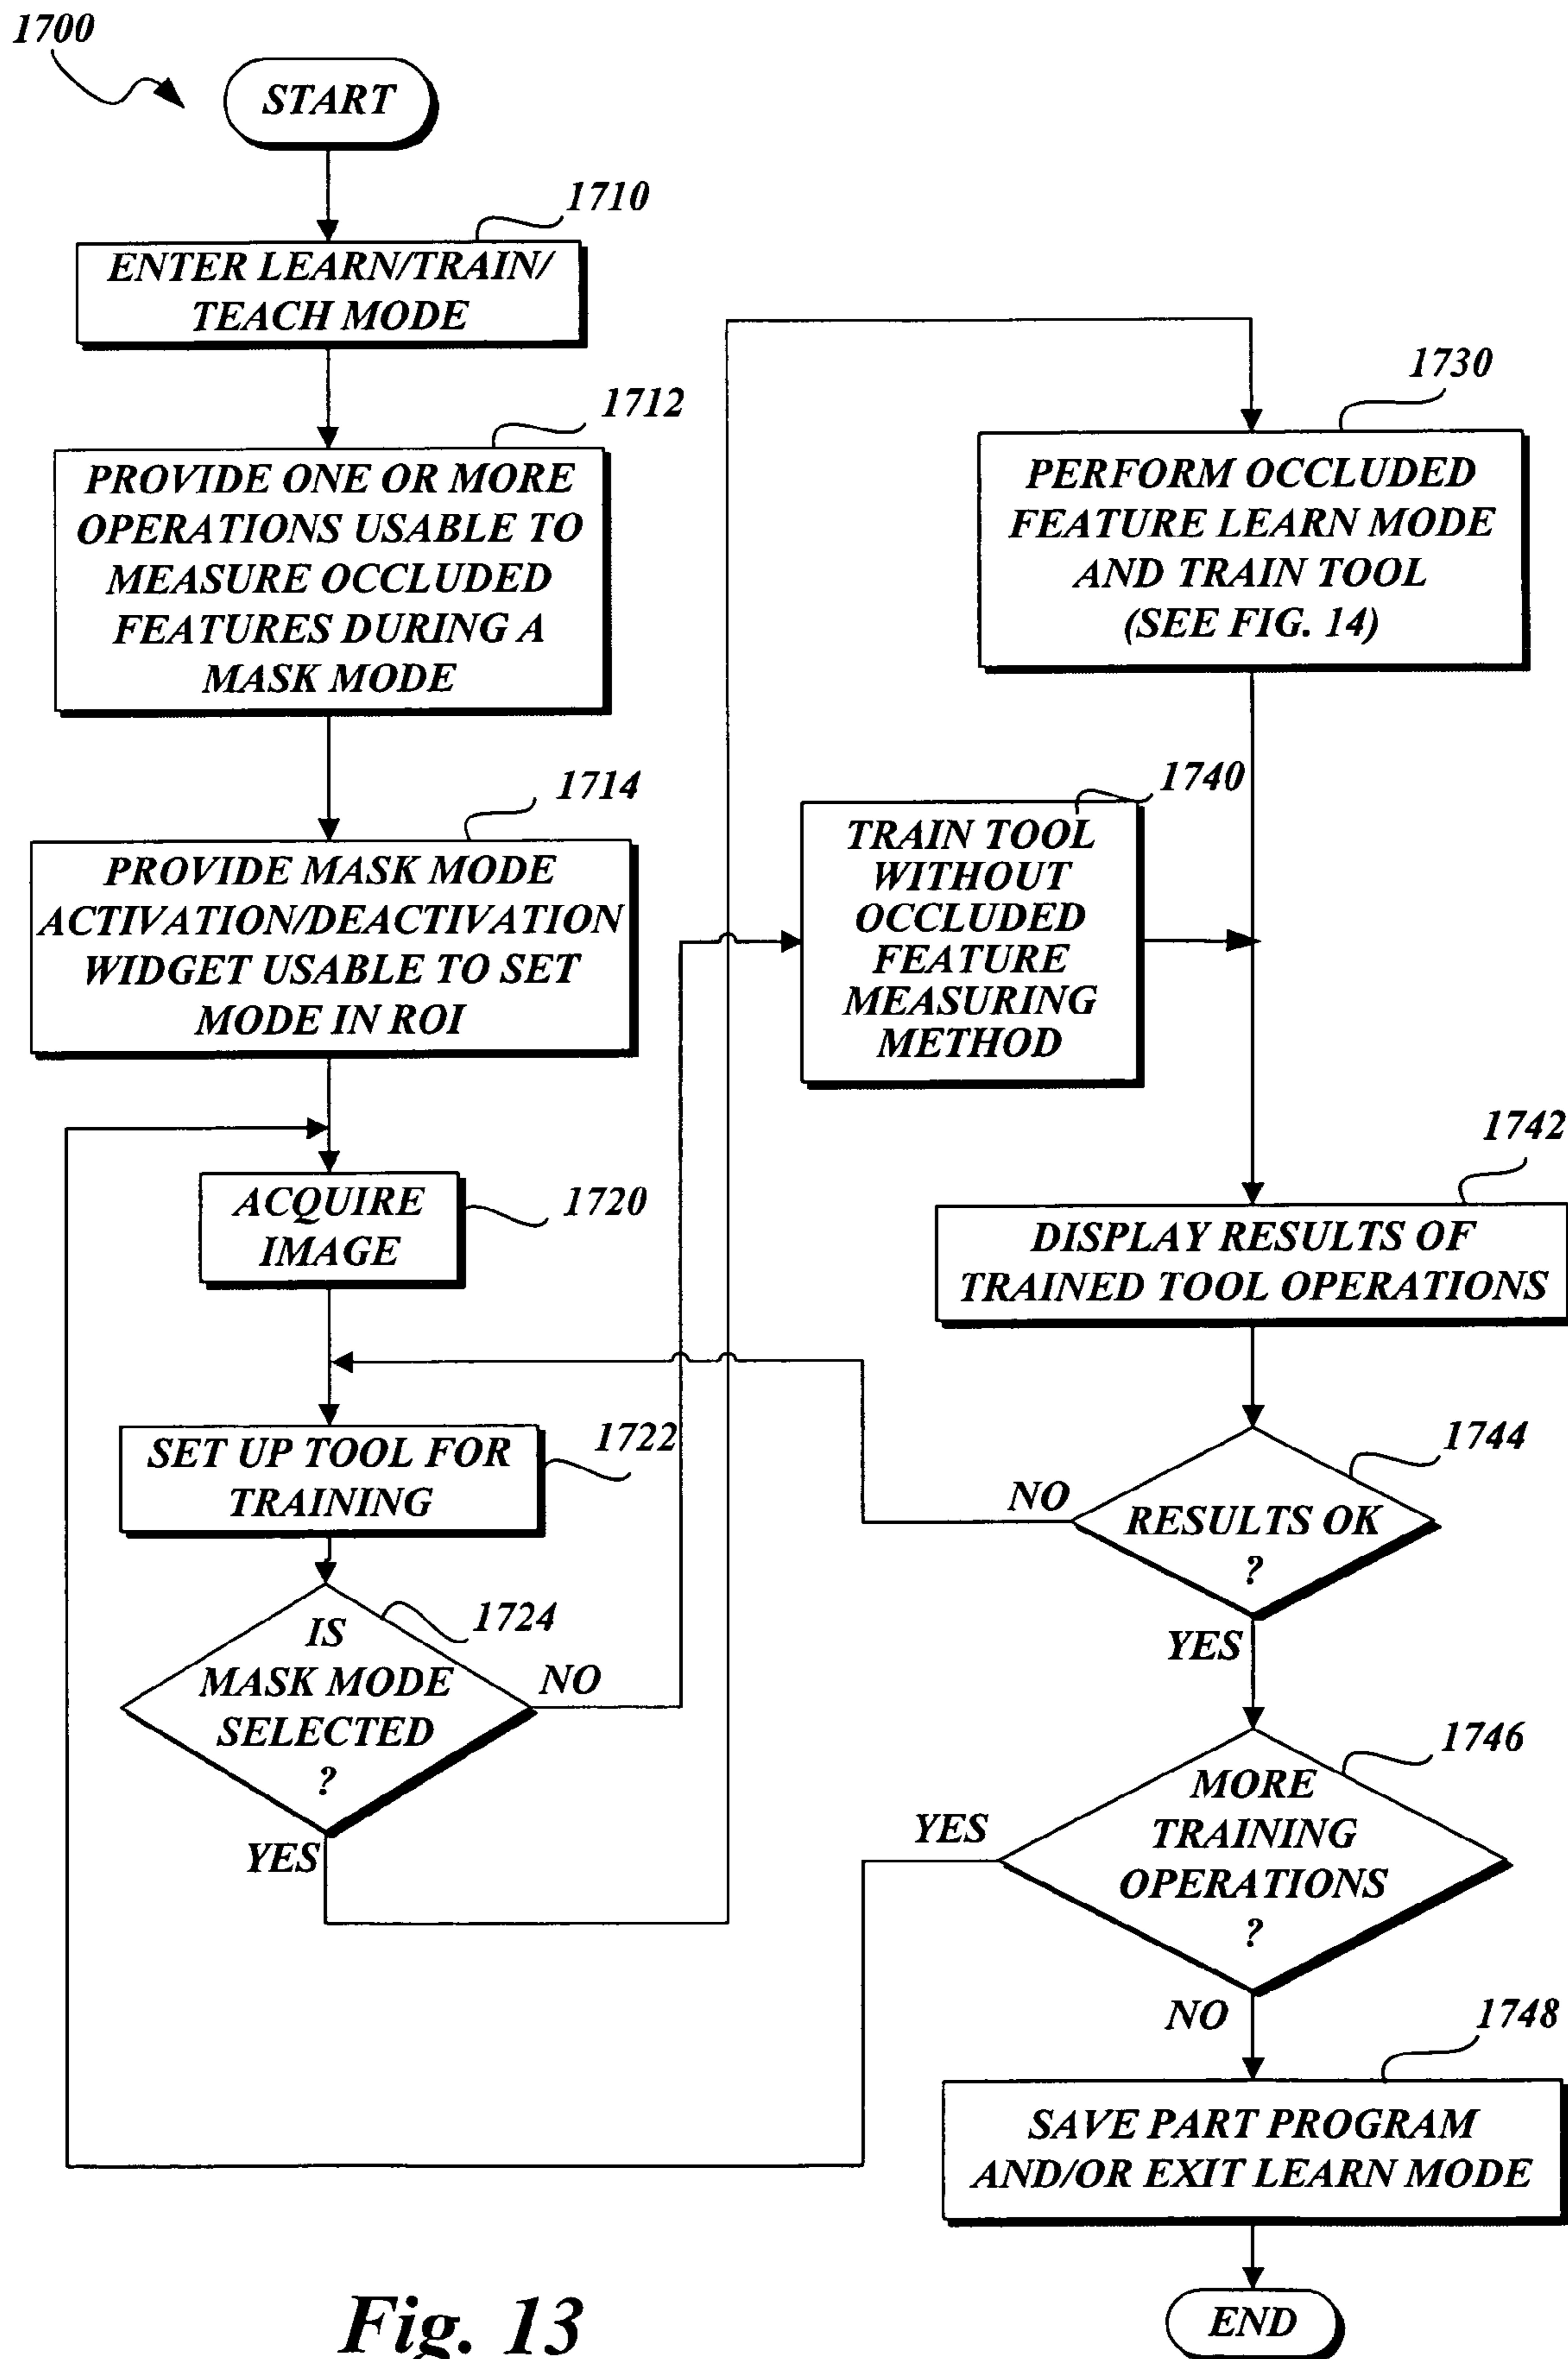 1700
START
1710
ENTER LEARN/TRAIN/
TEACH MODE
1712
PROVIDE ONE OR MORE
OPERATIONS USABLE TO
MEASURE OCCLUDED
FEATURES DURING A
MASK MODE
1714
PROVIDE MASK MODE
ACTIVATION/DEACTIVATION
WIDGET USABLE TO SET
MODE IN ROI
ACQUIRE
IMAGE
1720
SET UP TOOL FOR
TRAINING
1722
1724
IS
MASK MODE
SELECTED
?
NO
YES
1730
PERFORM OCCLUDED
FEATURE LEARN MODE
AND TRAIN TOOL
(SEE FIG. 14)
1740
TRAIN TOOL
WITHOUT
OCCLUDED
FEATURE
MEASURING
METHOD
1742
DISPLAY RESULTS OF
TRAINED TOOL OPERATIONS
1744
NO
RESULTS OK
?
YES
1746
YES
MORE
TRAINING
OPERATIONS
?
NO
1748
SAVE PART PROGRAM
AND/OR EXIT LEARN MODE
END
Fig. 13